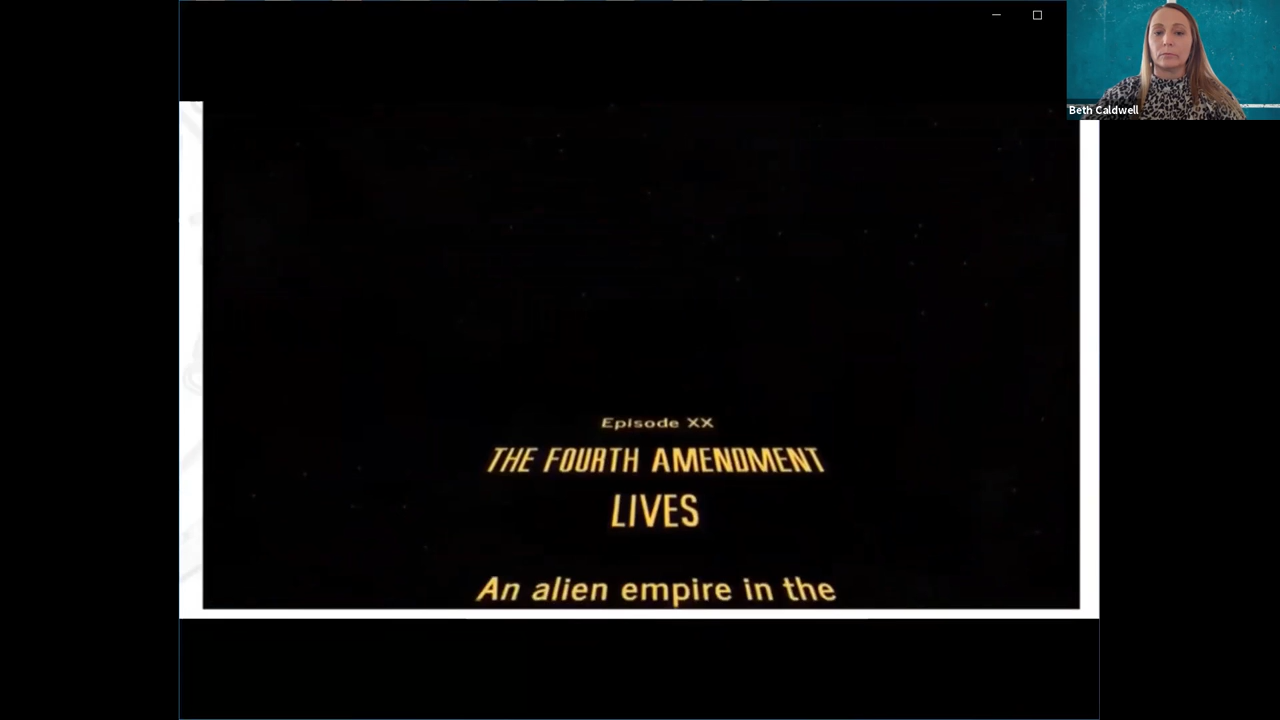 Beth Caldwell
Episode XX
THE FOURTH AMENDMENT
LIVES
An alien empire in the